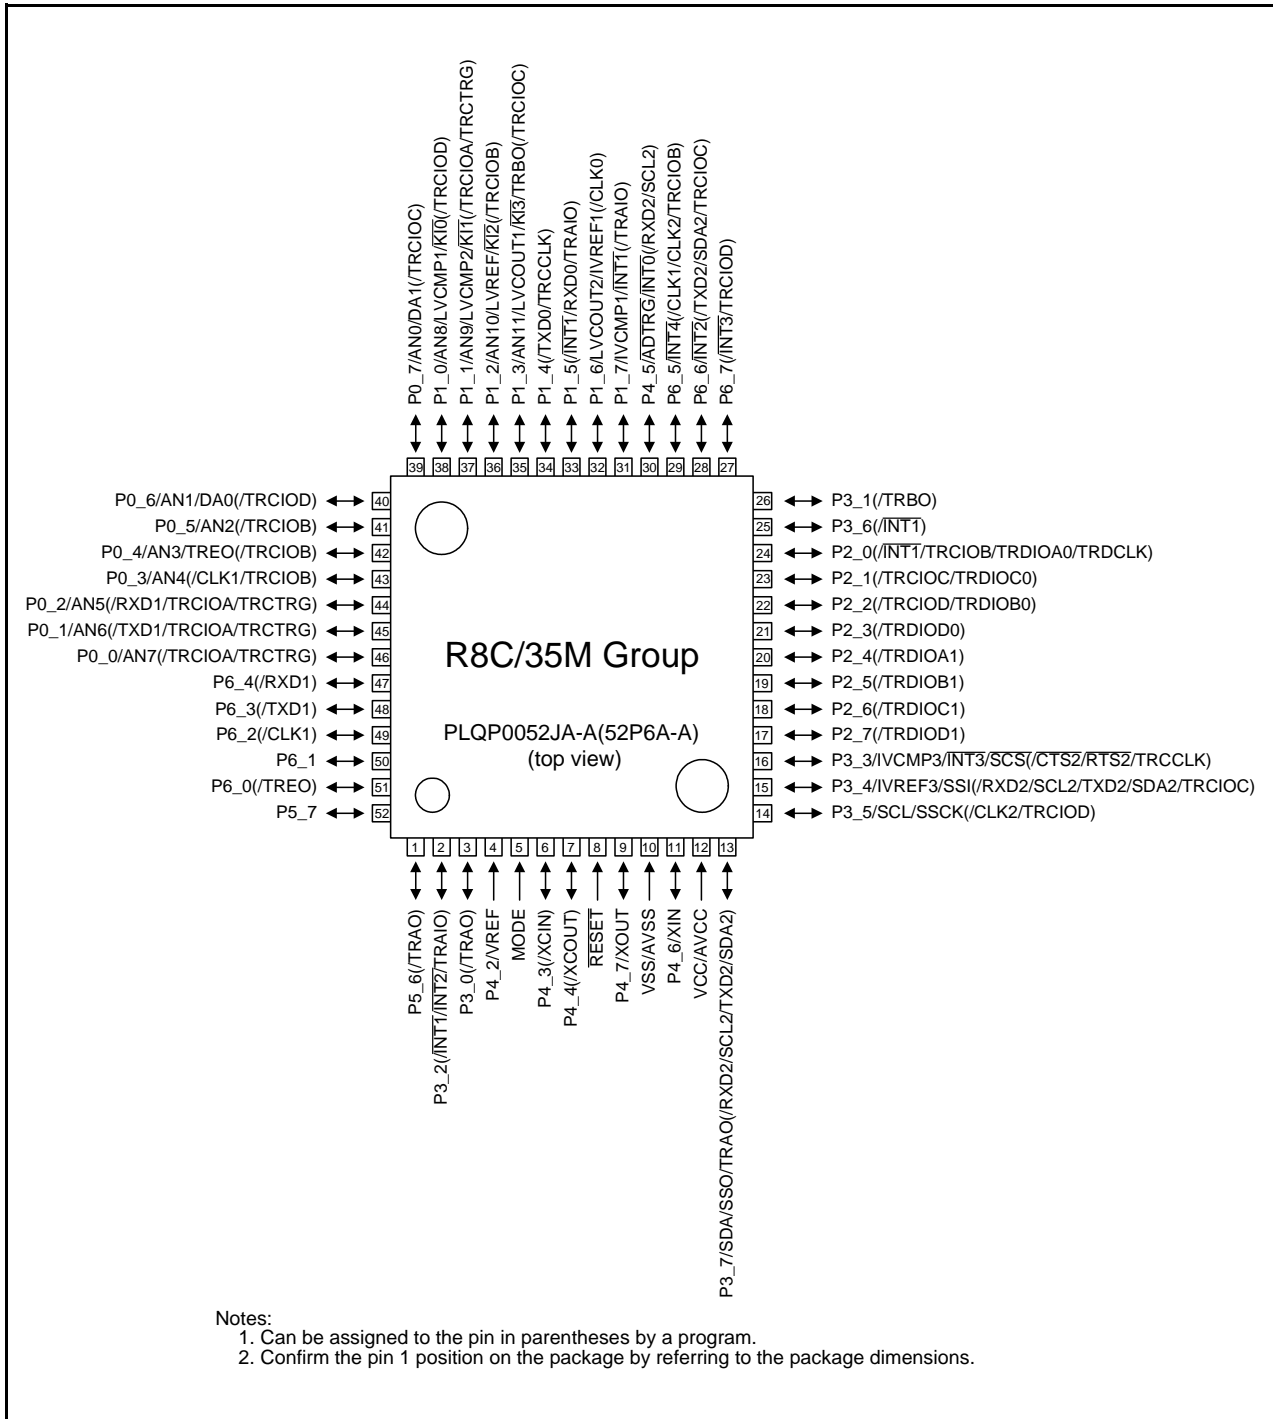 P0_7/AN0/DA1(/TRCIOC)
P1_0/AN8/LVCMP1/KI0(/TRCIOD)
P1_1/AN9/LVCMP2/KI1(/TRCIOA/TRCTRG)
P1_2/AN10/LVREF/KI2(/TRCIOB)
P1_3/AN11/LVCOUT1/KI3/TRBO(/TRCIOC)
P1_4(/TXD0/TRCCLK)
P1_5(/INT1/RXD0/TRAIO)
P1_6/LVCOUT2/IVREF1(/CLK0)
P1_7/IVCMP1/INT1(/TRAIO)
P4_5/ADTRG/INT0(/RXD2/SCL2)
P6_5/INT4(/CLK1/CLK2/TRCIOB)
P6_6/INT2(/TXD2/SDA2/TRCIOC)
P6_7(/INT3/TRCIOD)
39 38 37 36 35 34 33 32 31 30 29 28 27
P0_6/AN1/DA0(/TRCIOD) 40
P0_5/AN2(/TRCIOB) 41
P0_4/AN3/TREO(/TRCIOB) 42
P0_3/AN4(/CLK1/TRCIOB) 43
P0_2/AN5(/RXD1/TRCIOA/TRCTRG) 44
P0_1/AN6(/TXD1/TRCIOA/TRCTRG) 45
P0_0/AN7(/TRCIOA/TRCTRG) 46
P6_4(/RXD1) 47
P6_3(/TXD1) 48
P6_2(/CLK1) 49
P6_1 50
P6_0(/TREO) 51
P5_7 52
R8C/35M Group
PLQP0052JA-A(52P6A-A)
(top view)
26 P3_1(/TRBO)
25 P3_6(/INT1)
24 P2_0(/INT1/TRCIOB/TRDIOA0/TRDCLK)
23 P2_1(/TRCIOC/TRDIOC0)
22 P2_2(/TRCIOD/TRDIOB0)
21 P2_3(/TRDIOD0)
20 P2_4(/TRDIOA1)
19 P2_5(/TRDIOB1)
18 P2_6(/TRDIOC1)
17 P2_7(/TRDIOD1)
16 P3_3/IVCMP3/INT3/SCS(/CTS2/RTS2/TRCCLK)
15 P3_4/IVREF3/SSI(/RXD2/SCL2/TXD2/SDA2/TRCIOC)
14 P3_5/SCL/SSCK(/CLK2/TRCIOD)
1 2 3 4 5 6 7 8 9 10 11 12 13
P5_6(/TRAO)
P3_2(/INT1/INT2/TRAIO)
P3_0(/TRAO)
P4_2/VREF
MODE
P4_3(/XCIN)
P4_4(/XCOUT)
RESET
P4_7/XOUT
VSS/AVSS
P4_6/XIN
VCC/AVCC
P3_7/SDA/SSO/TRAO(/RXD2/SCL2/TXD2/SDA2)
Notes:
1. Can be assigned to the pin in parentheses by a program.
2. Confirm the pin 1 position on the package by referring to the package dimensions.